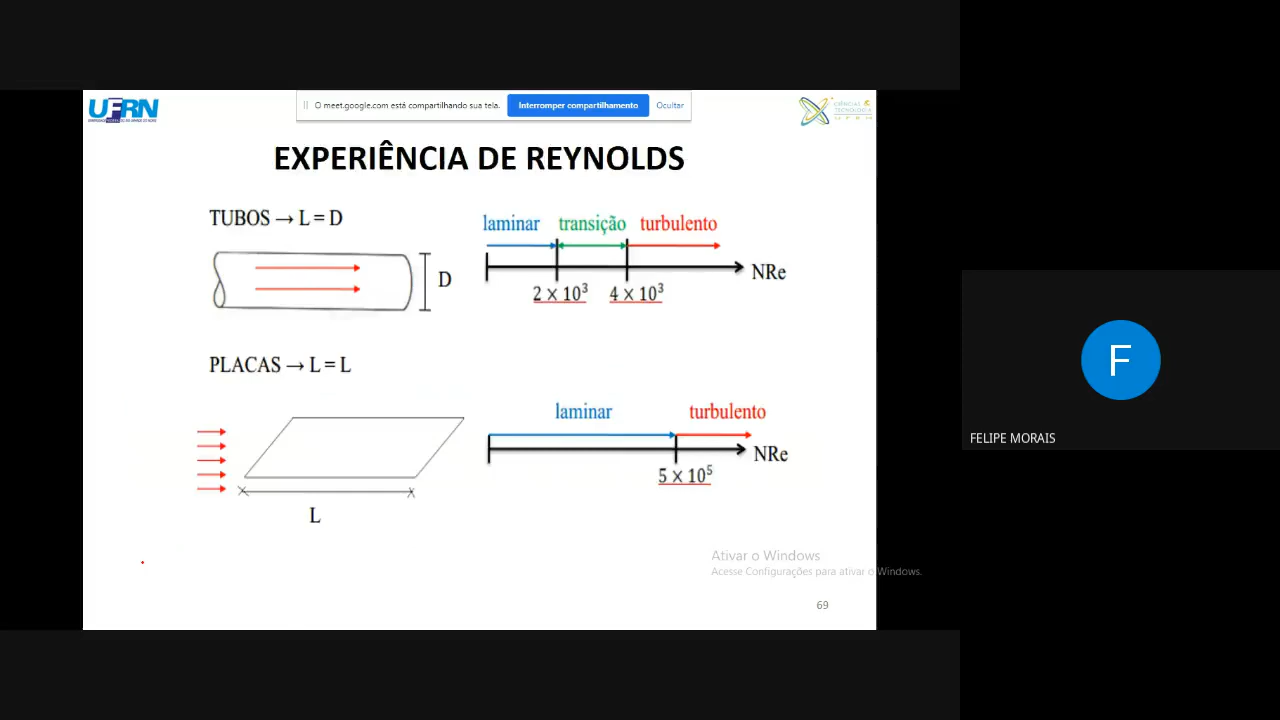 UFRN
O meet.google.com está compartilhando sua tela.
Interromper compartilhamento
Ocultar
CIÊNCIAS &
TECNOLOGIA
U F R N
EXPERIÊNCIA DE REYNOLDS
TUBOS → L = D
laminar transição turbulento
D
NRe
2 × 10³ 4 × 10³
PLACAS → L = L
laminar turbulento
NRe
5 × 10⁵
L
F
FELIPE MORAIS
Ativar o Windows
Acesse Configurações para ativar o Windows.
69